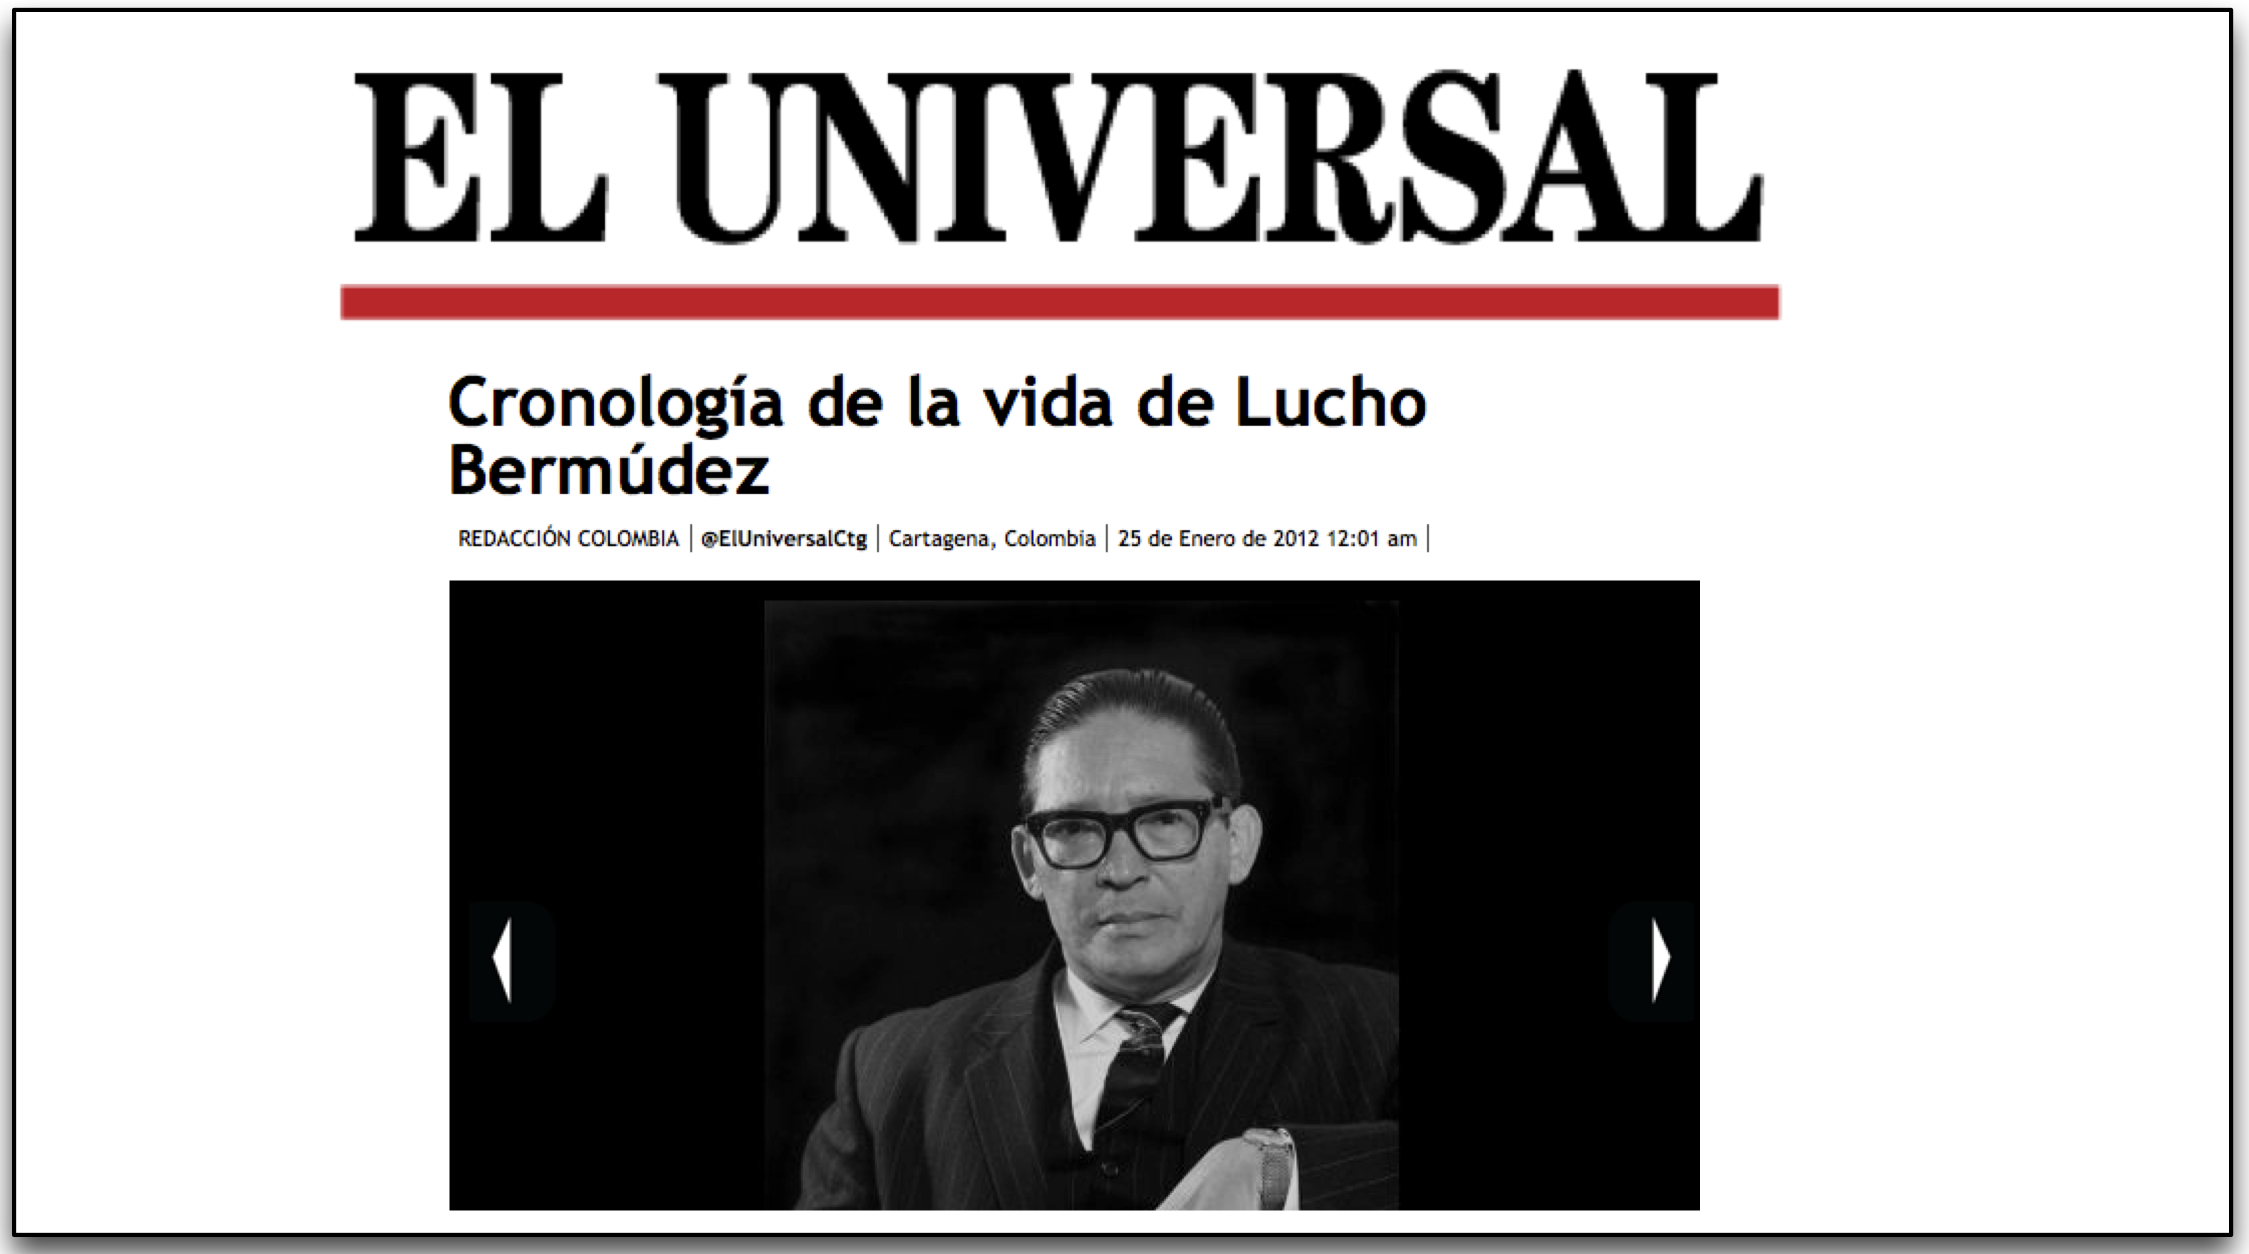 EL UNIVERSAL
Cronología de la vida de Lucho
Bermúdez
REDACCIÓN COLOMBIA | @ElUniversalCtg | Cartagena, Colombia | 25 de Enero de 2012 12:01 am |